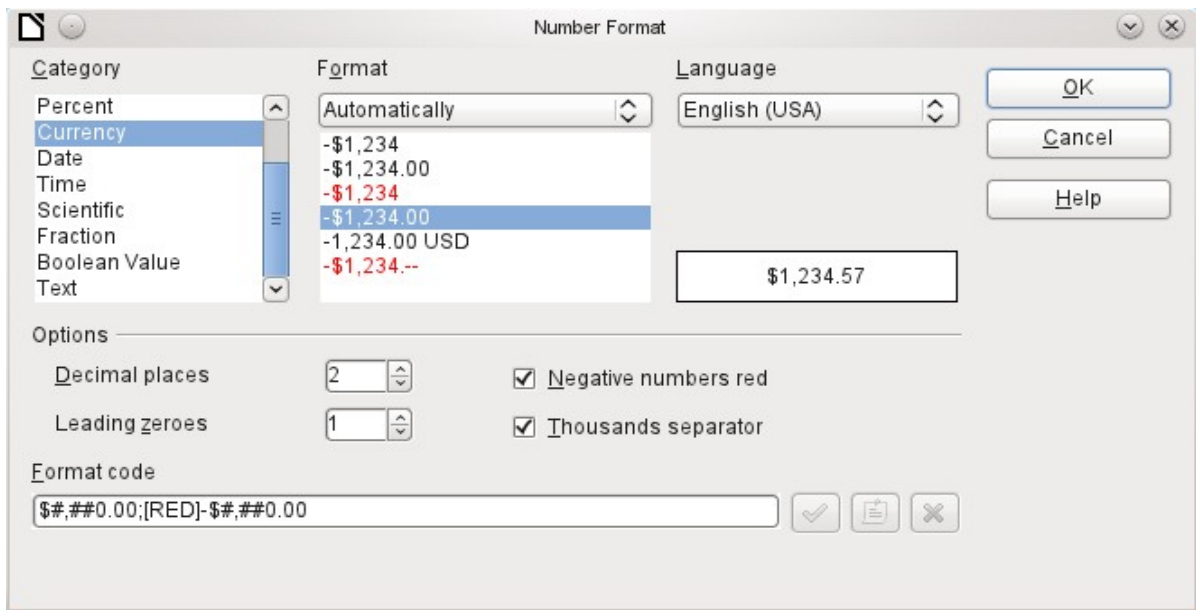 Number Format
Category
Percent
Currency
Date
Time
Scientific
Fraction
Boolean Value
Text
Format
Automatically
-$1,234
-$1,234.00
-$1,234
-$1,234.00
-1,234.00 USD
-$1,234.--
Language
English (USA)
$1,234.57
OK
Cancel
Help
Options
Decimal places 2
Negative numbers red
Leading zeroes 1
Thousands separator
Format code
$#,##0.00;[RED]-$#,##0.00